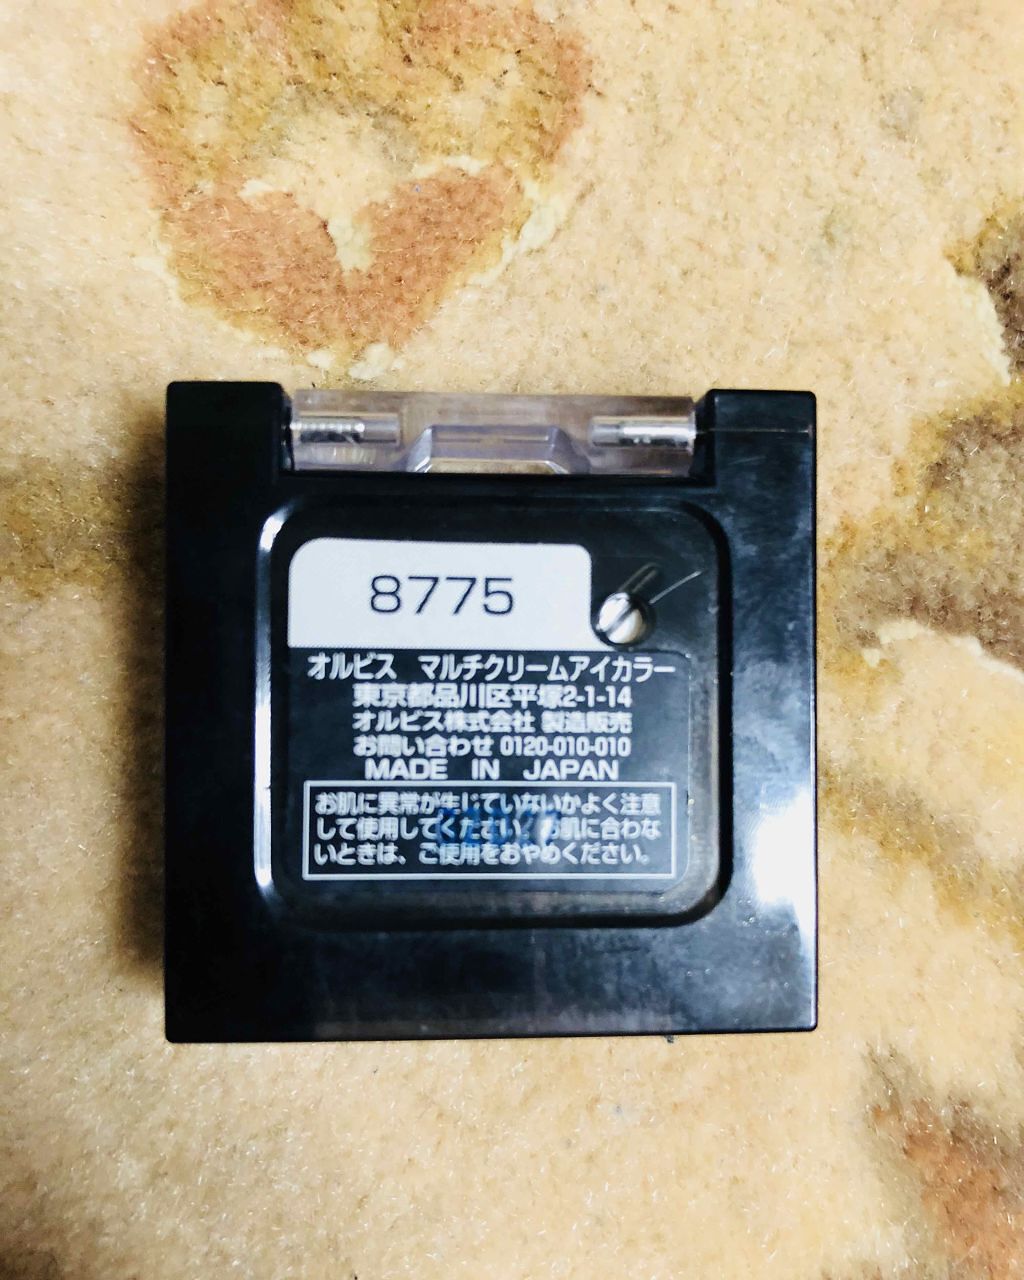 8775
オルビス マルチクリームアイカラー
東京都品川区平塚2-1-14
オルビス株式会社 製造販売
お問い合わせ 0120-010-010
MADE IN JAPAN
お肌に異常が生じていないかよく注意
して使用してください。お肌に合わな
いときは、ご使用をおやめください。